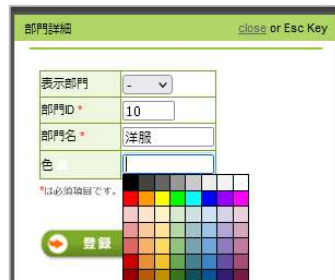 部門詳細 close or Esc Key
表示部門 -
部門ID * 10
部門名 * 洋服
色
*は必須項目です。
登録